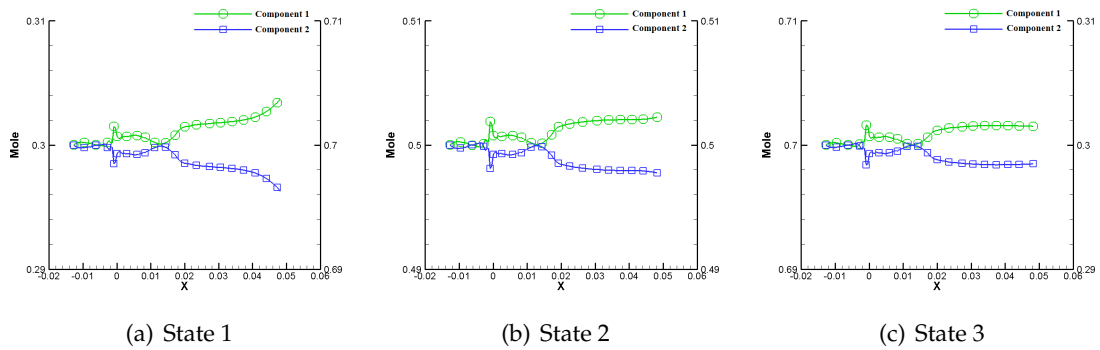 0.31
0.3
0.29
Mole
0.71
0.7
0.69
-0.02 -0.01 0 0.01 0.02 0.03 0.04 0.05 0.06
X
Component 1
Component 2
(a) State 1
0.51
0.5
0.49
Mole
0.51
0.5
0.49
-0.02 -0.01 0 0.01 0.02 0.03 0.04 0.05 0.06
X
Component 1
Component 2
(b) State 2
0.71
0.7
0.69
Mole
0.31
0.3
0.29
-0.02 -0.01 0 0.01 0.02 0.03 0.04 0.05 0.06
X
Component 1
Component 2
(c) State 3